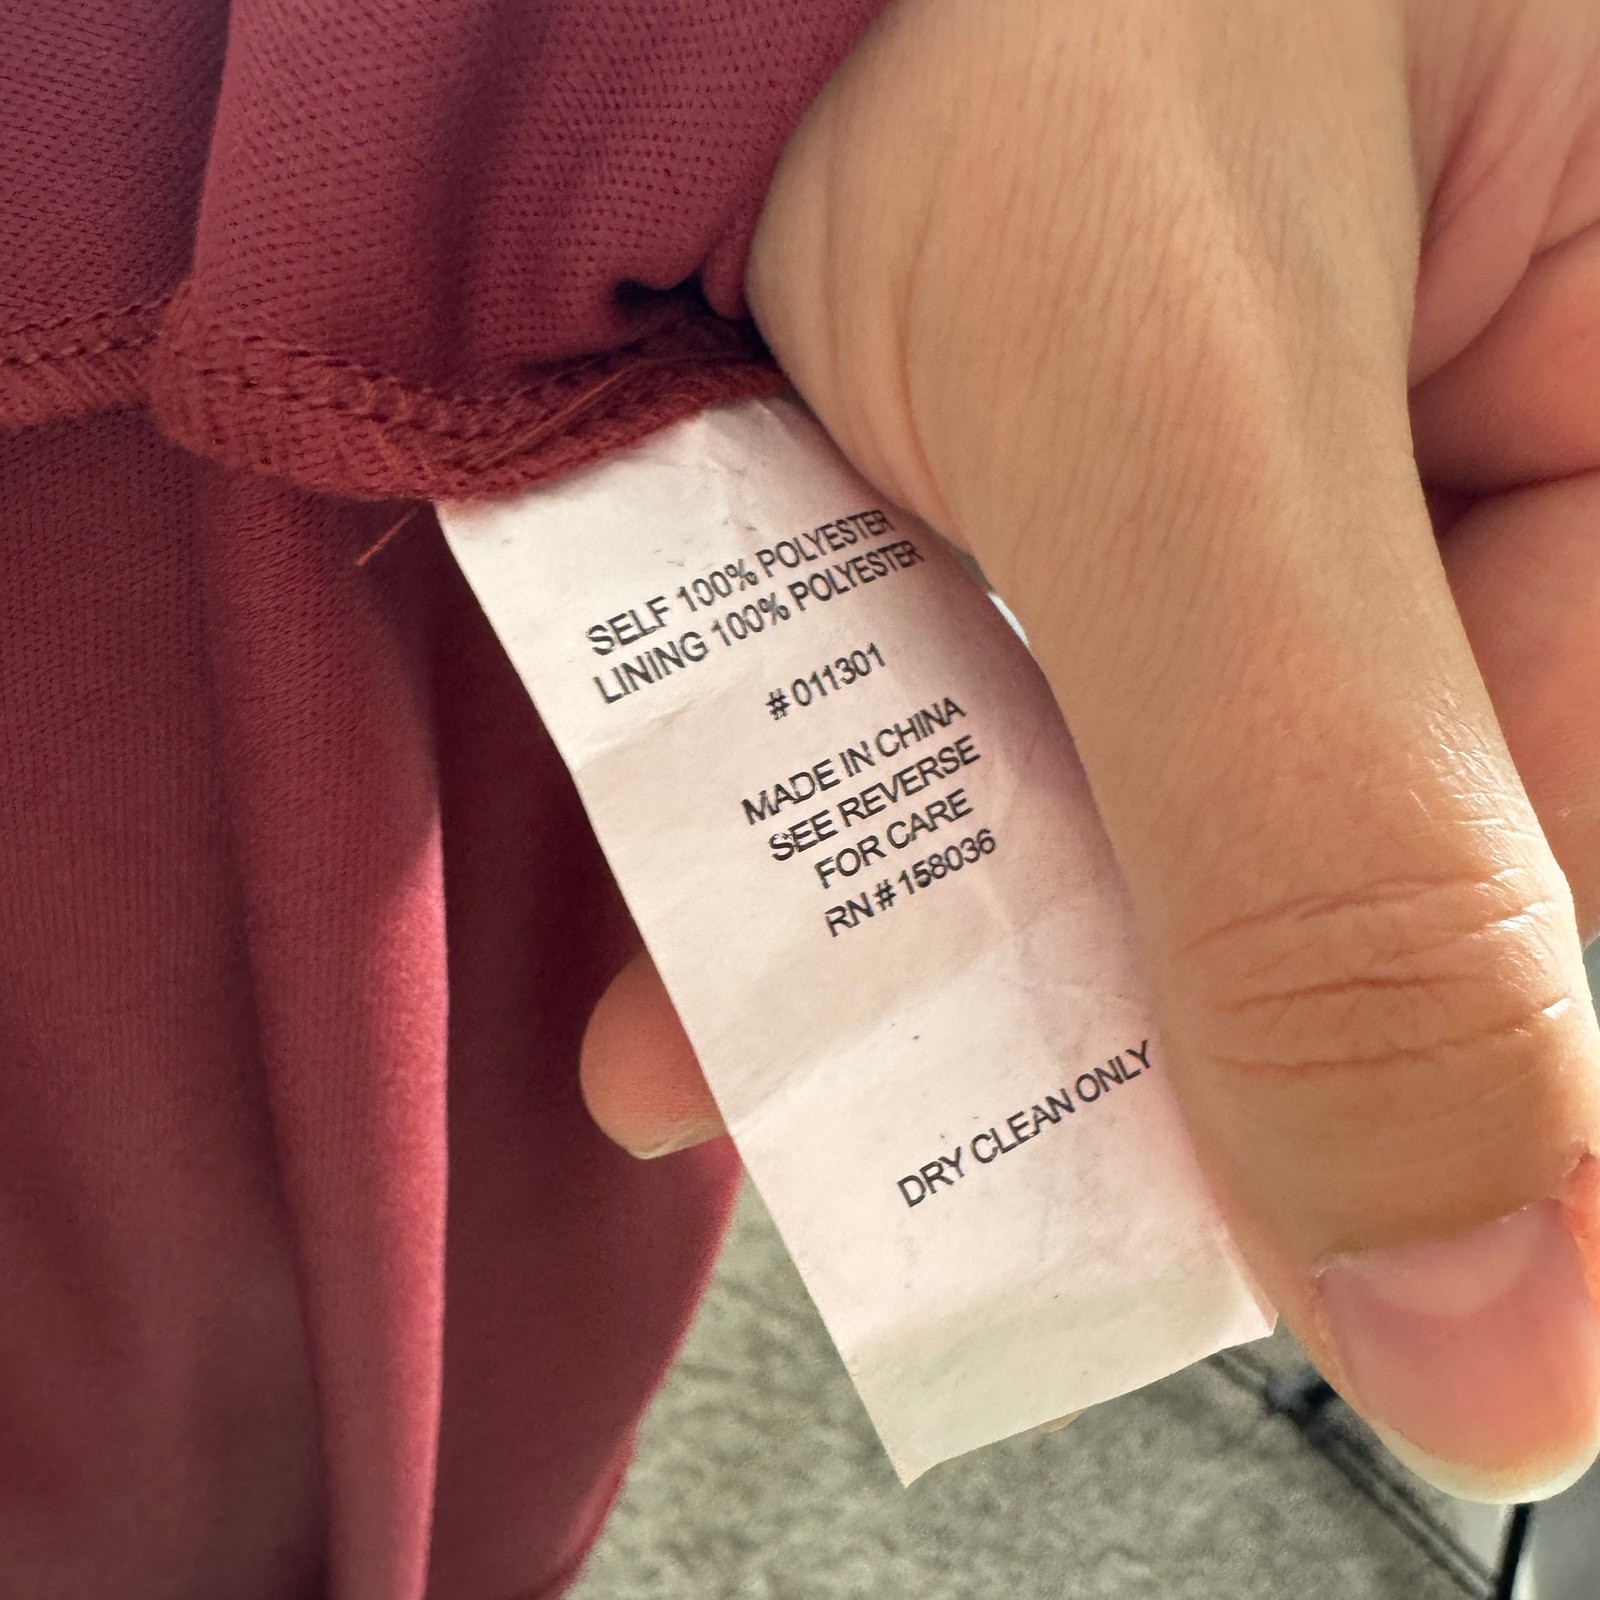 SELF 100% POLYESTER
LINING 100% POLYESTER
# 011301
MADE IN CHINA
SEE REVERSE
FOR CARE
RN # 158036
DRY CLEAN ONLY